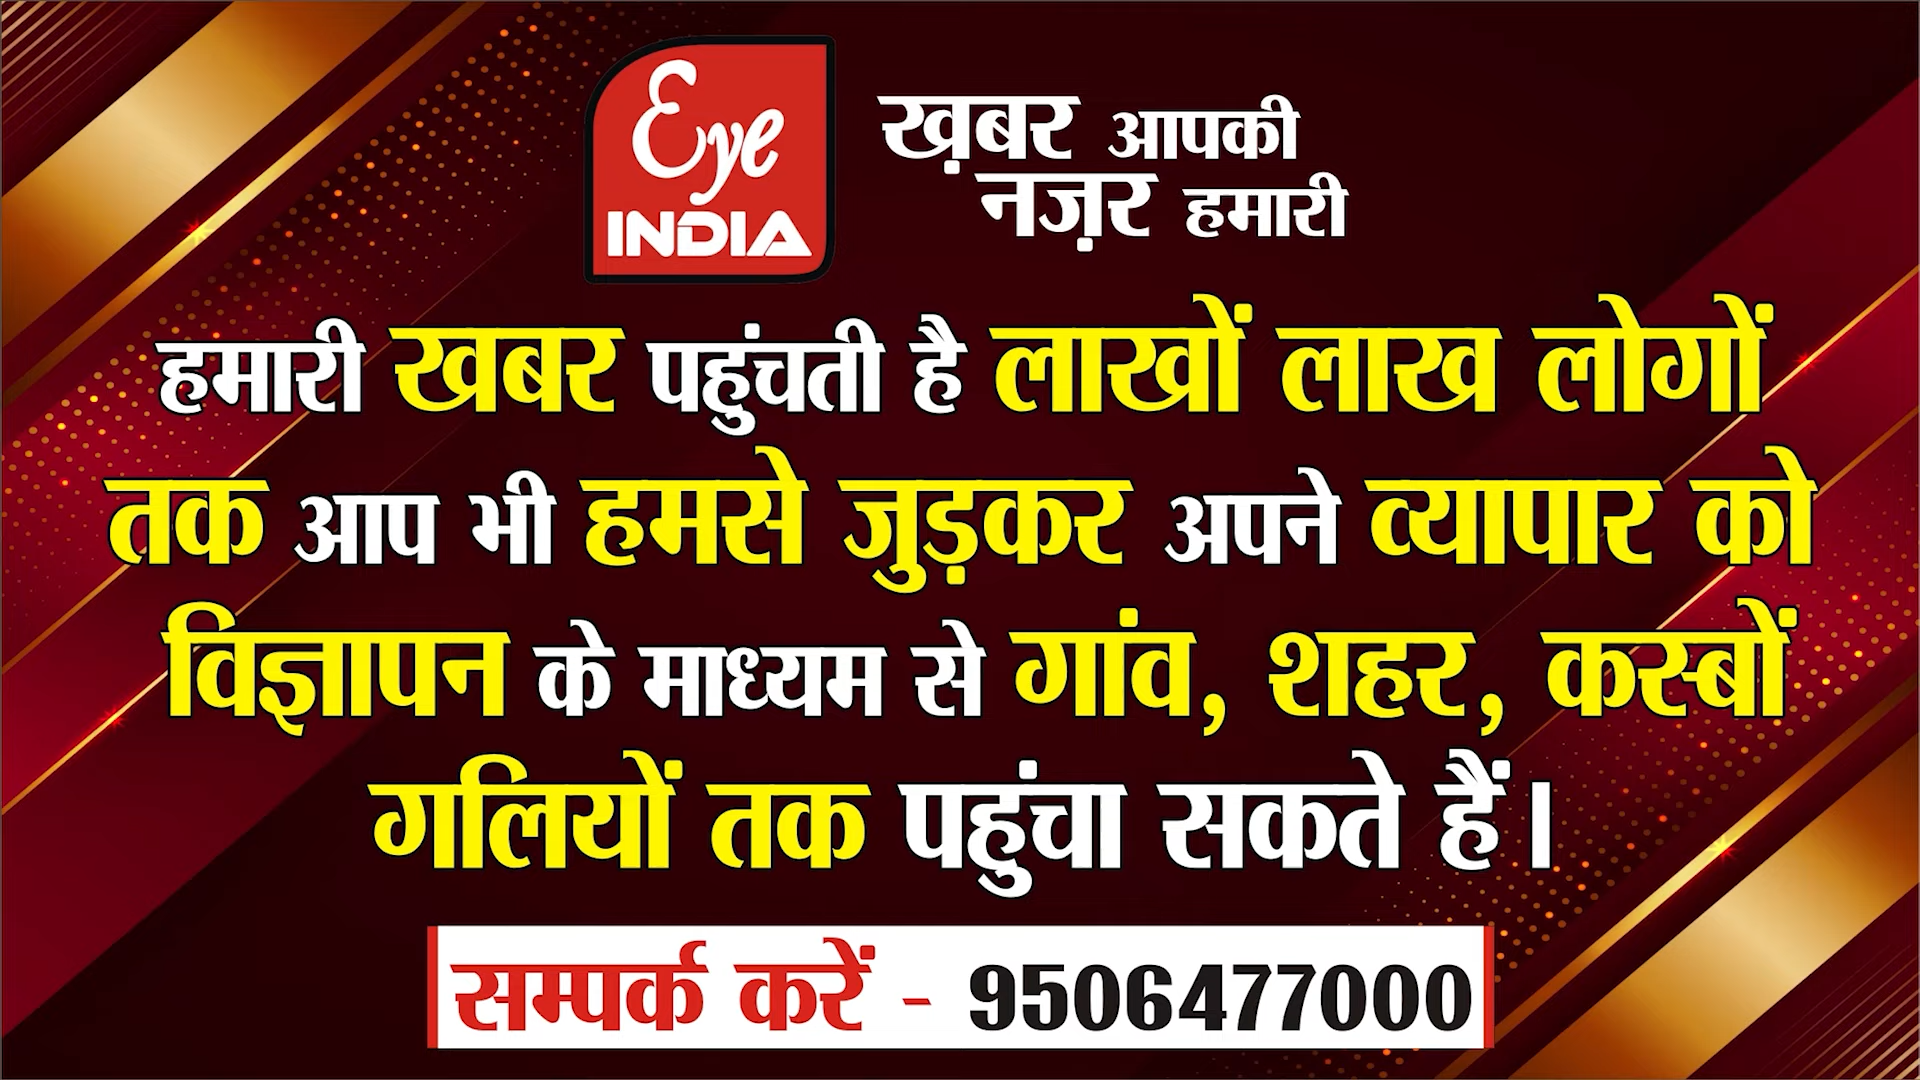 Eye
INDIA
ख़बर आपकी
नज़र हमारी
हमारी खबर पहुंचती है लाखों लाख लोगों
तक आप भी हमसे जुड़कर अपने व्यापार को
विज्ञापन के माध्यम से गांव, शहर, कस्बों
गलियों तक पहुंचा सकते हैं।
सम्पर्क करें - 9506477000